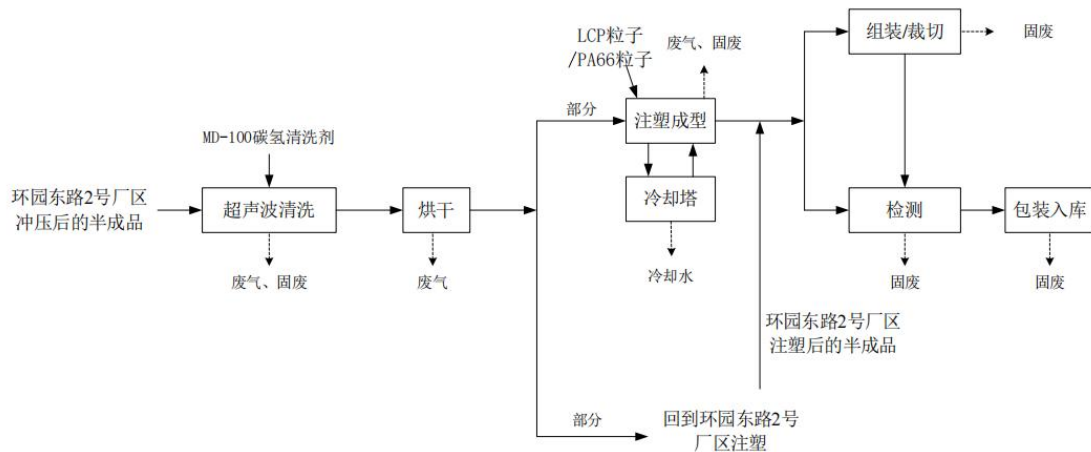 LCP粒子
/PA66粒子
废气、固废
组装/裁切
固废
部分
注塑成型
MD-100碳氢清洗剂
环园东路2号厂区
冲压后的半成品
超声波清洗
烘干
冷却塔
检测
包装入库
废气、固废
废气
冷却水
固废
固废
环园东路2号厂区
注塑后的半成品
部分
回到环园东路2号
厂区注塑